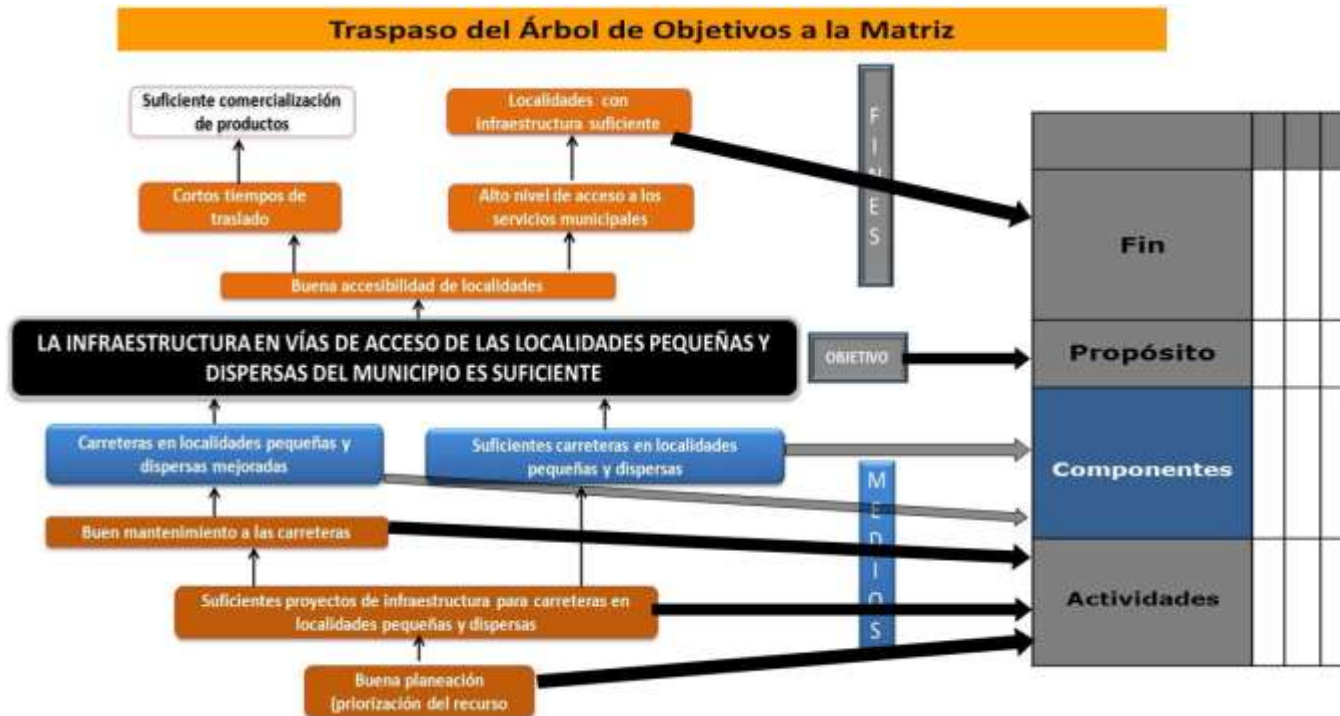 Traspaso del Árbol de Objetivos a la Matriz
Suficiente comercialización
de productos
Localidades con
infraestructura suficiente
FINES
Cortos tiempos de
traslado
Alto nivel de acceso a los
servicios municipales
Fin
Buena accesibilidad de localidades
LA INFRAESTRUCTURA EN VÍAS DE ACCESO DE LAS LOCALIDADES PEQUEÑAS Y
DISPERSAS DEL MUNICIPIO ES SUFICIENTE
OBJETIVO
Propósito
Carreteras en localidades pequeñas y
dispersas mejoradas
Suficientes carreteras en localidades
pequeñas y dispersas
MEDIOS
Componentes
Buen mantenimiento a las carreteras
Suficientes proyectos de infraestructura para carreteras en
localidades pequeñas y dispersas
Actividades
Buena planeación
(priorización del recurso